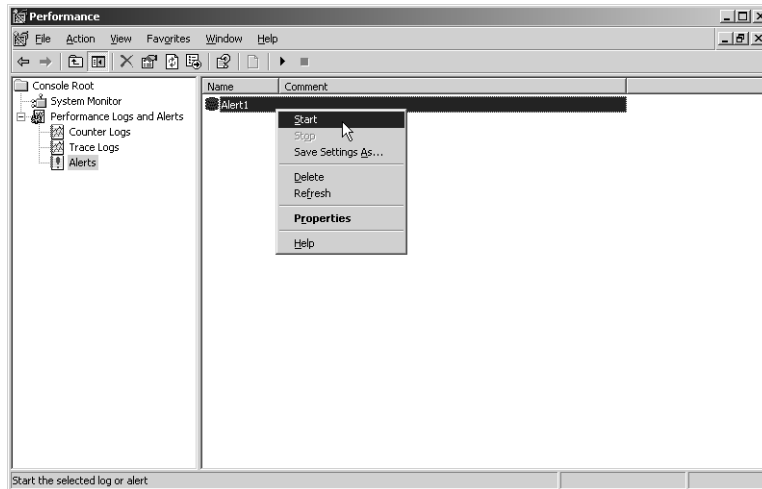 Performance
File Action View Favorites Window Help
Console Root
System Monitor
Performance Logs and Alerts
Counter Logs
Trace Logs
Alerts
Name Comment
Alert1
Start
Stop
Save Settings As...
Delete
Refresh
Properties
Help
Start the selected log or alert